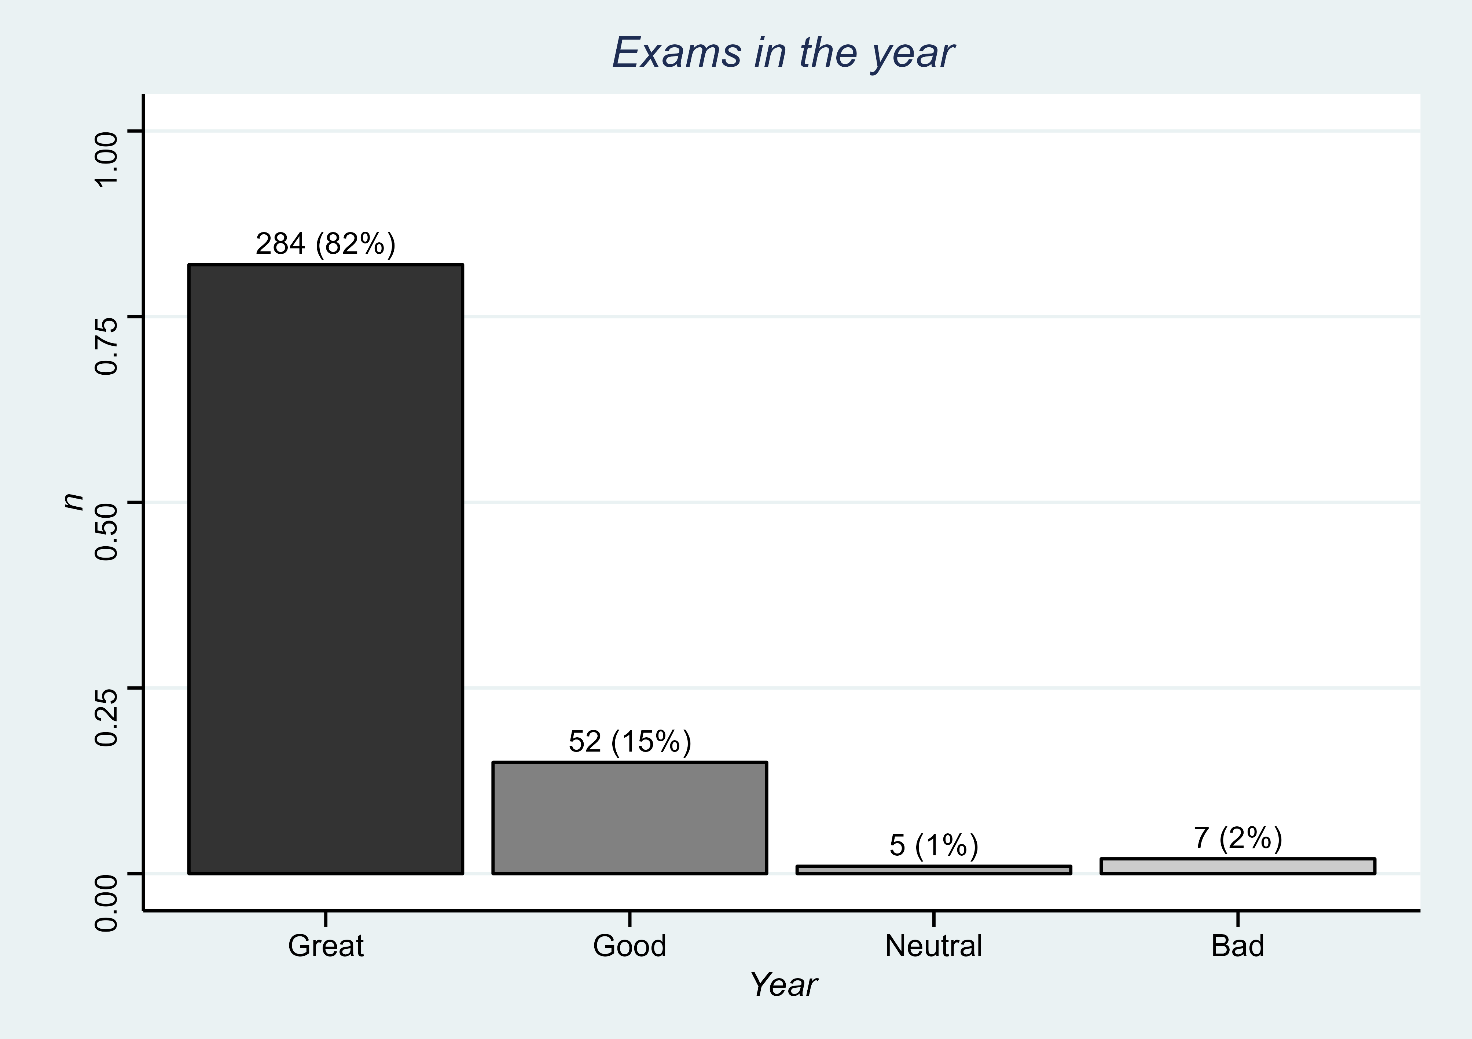 Exams in the year
1.00
0.75
0.50
0.25
0.00
n
284 (82%)
52 (15%)
5 (1%)
7 (2%)
Great
Good
Neutral
Bad
Year